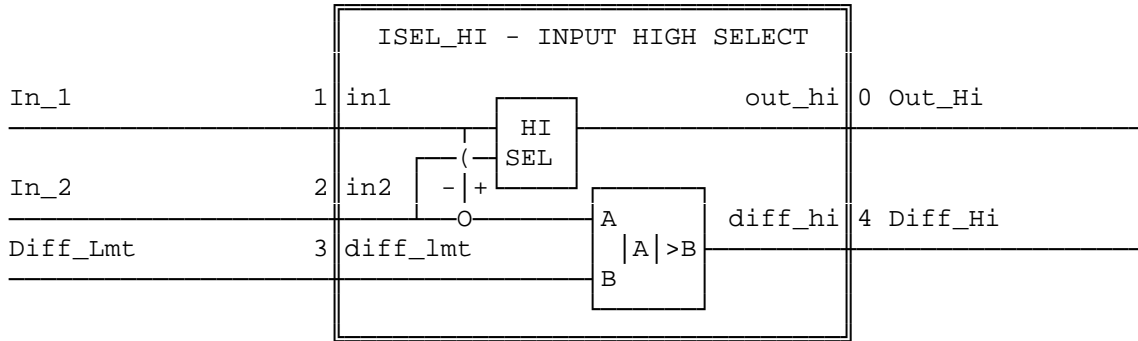 ISEL_HI - INPUT HIGH SELECT
In_1 1 in1 out_hi 0 Out_Hi
HI
SEL
In_2 2 in2 - + 
A diff_hi 4 Diff_Hi
Diff_Lmt 3 diff_lmt |A|>B
B